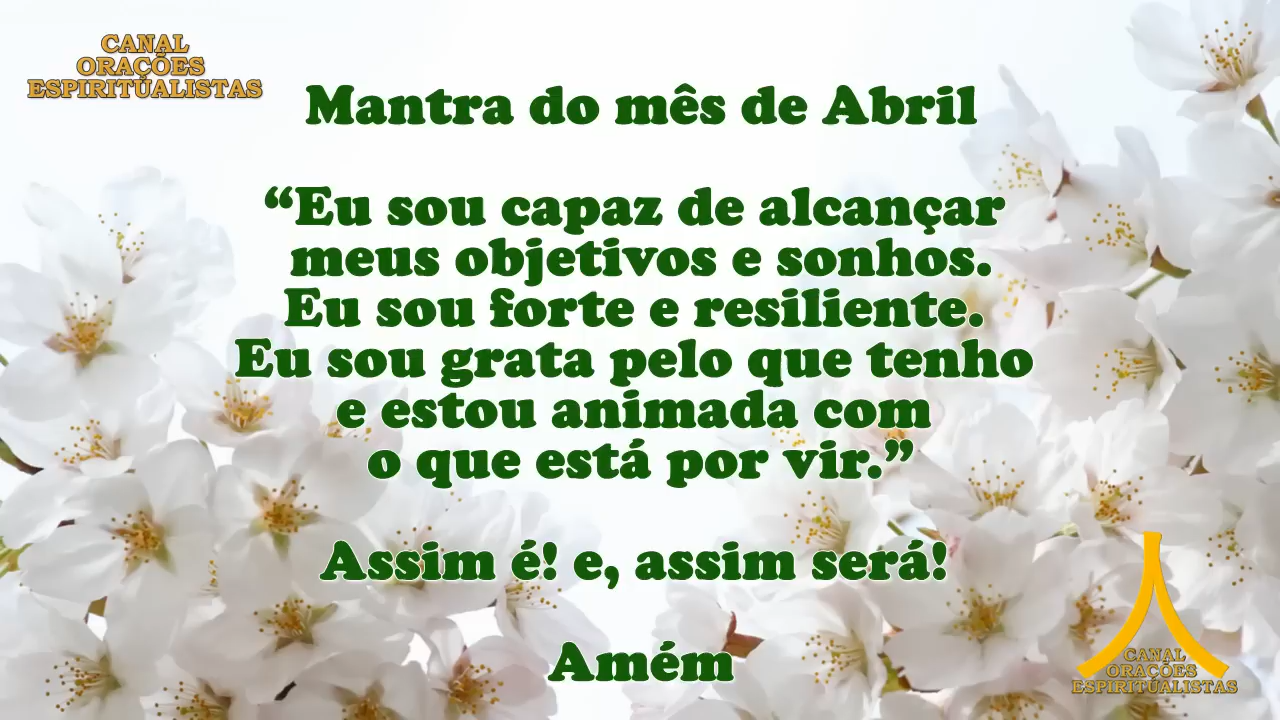 CANAL
ORAÇÕES
ESPIRITUALISTAS
Mantra do mês de Abril
“Eu sou capaz de alcançar
meus objetivos e sonhos.
Eu sou forte e resiliente.
Eu sou grata pelo que tenho
e estou animada com
o que está por vir.”
Assim é! e, assim será!
Amém
CANAL
ORAÇÕES
ESPIRITUALISTAS